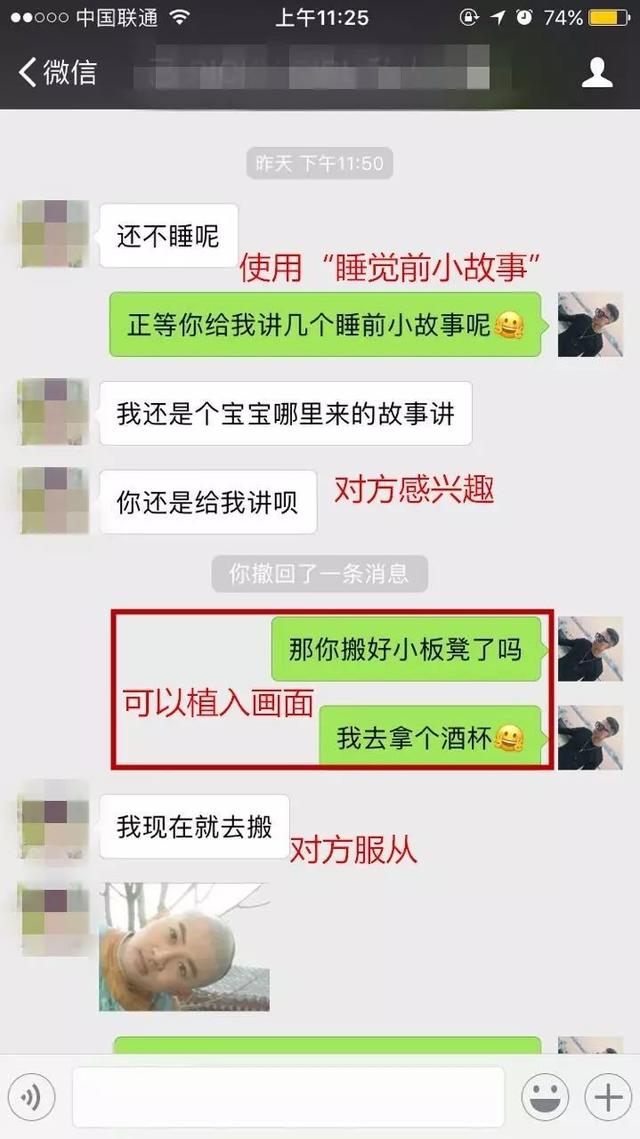 中国联通
上午11:25
74%
微信
昨天 下午11:50
还不睡呢
使用“睡觉前小故事”
正等你给我讲几个睡前小故事呢
我还是个宝宝哪里来的故事讲
你还是给我讲呗
对方感兴趣
你撤回了一条消息
那你搬好小板凳了吗
可以植入画面
我去拿个酒杯
我现在就去搬
对方服从